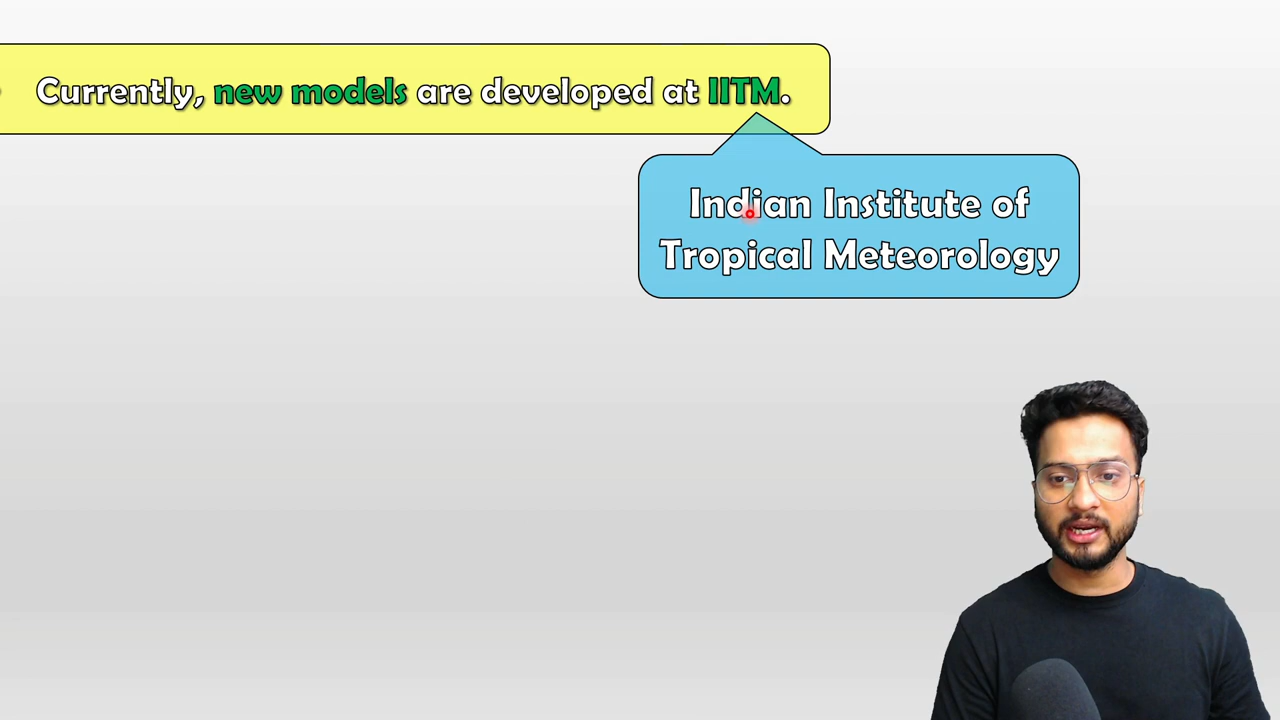 Currently, new models are developed at IITM.
Indian Institute of
Tropical Meteorology